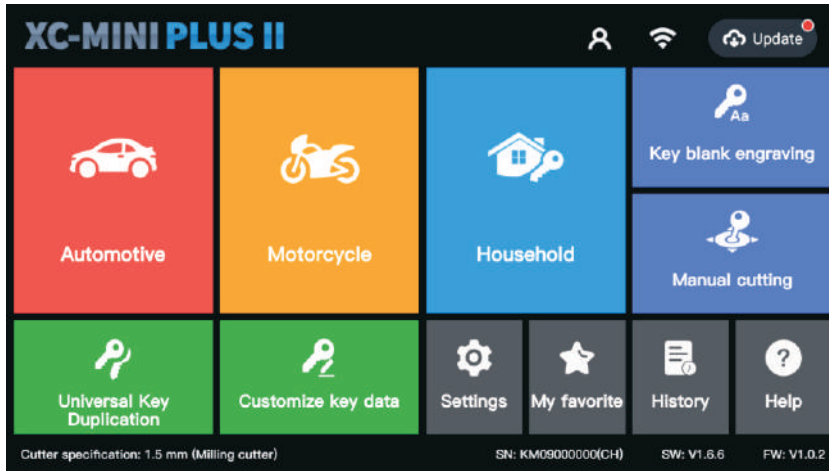 XC-MINI PLUS II
Update
Automotive
Motorcycle
Household
Aa
Key blank engraving
Manual cutting
Universal Key
Duplication
Customize key data
Settings
My favorite
History
?
Help
Cutter specification: 1.5 mm (Milling cutter)
SN: KM09000000(CH)
SW: V1.6.6
FW: V1.0.2